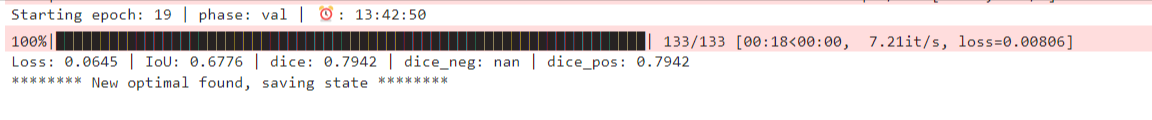 Starting epoch: 19 | phase: val | ⏰: 13:42:50
100%|██████████| 133/133 [00:18<00:00,  7.21it/s, loss=0.00806]
Loss: 0.0645 | IoU: 0.6776 | dice: 0.7942 | dice_neg: nan | dice_pos: 0.7942
******** New optimal found, saving state ********